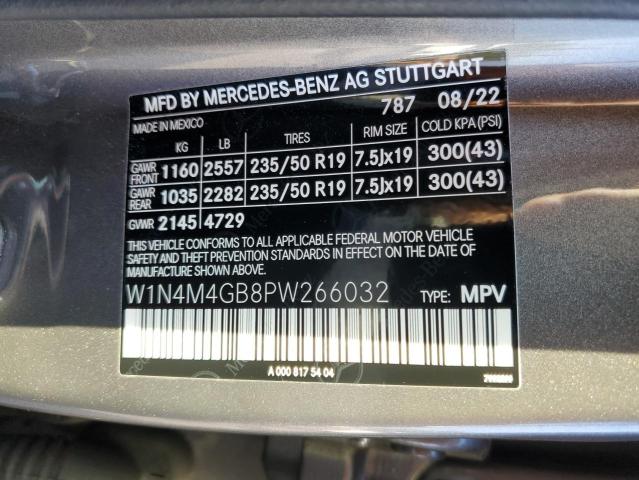 MFD BY MERCEDES-BENZ AG STUTTGART
787 08/22
MADE IN MEXICO
KG LB TIRES RIM SIZE COLD KPA(PSI)
GAWR FRONT 1160 2557 235/50 R19 7.5Jx19 300(43)
GAWR REAR 1035 2282 235/50 R19 7.5Jx19 300(43)
GVWR 2145 4729
THIS VEHICLE CONFORMS TO ALL APPLICABLE FEDERAL MOTOR VEHICLE
SAFETY AND THEFT PREVENTION STANDARDS IN EFFECT ON THE DATE OF
MANUFACTURE SHOWN ABOVE.
W1N4M4GB8PW266032 TYPE: MPV
A 000 817 54 04